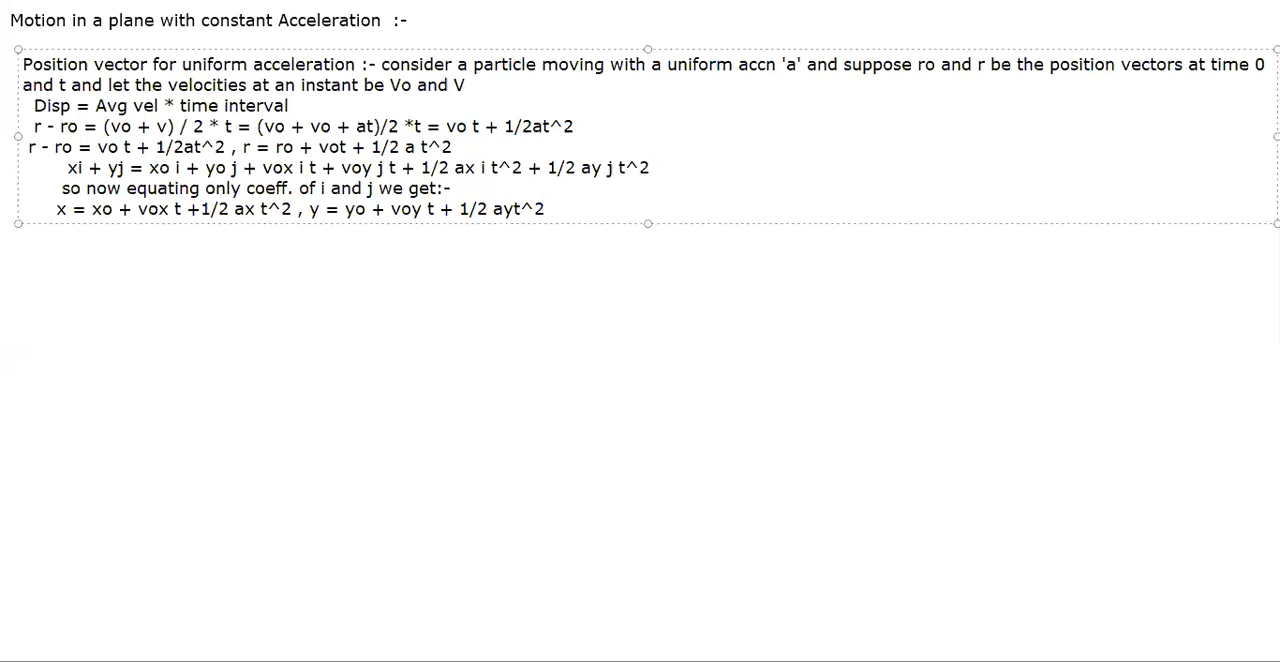 Motion in a plane with constant Acceleration :-
Position vector for uniform acceleration :- consider a particle moving with a uniform accn 'a' and suppose ro and r be the position vectors at time 0
and t and let the velocities at an instant be Vo and V
Disp = Avg vel * time interval
r - ro = (vo + v) / 2 * t = (vo + vo + at)/2 *t = vo t + 1/2at^2
r - ro = vo t + 1/2at^2 , r = ro + vot + 1/2 a t^2
xi + yj = xo i + yo j + vox i t + voy j t + 1/2 ax i t^2 + 1/2 ay j t^2
so now equating only coeff. of i and j we get:-
x = xo + vox t +1/2 ax t^2 , y = yo + voy t + 1/2 ayt^2